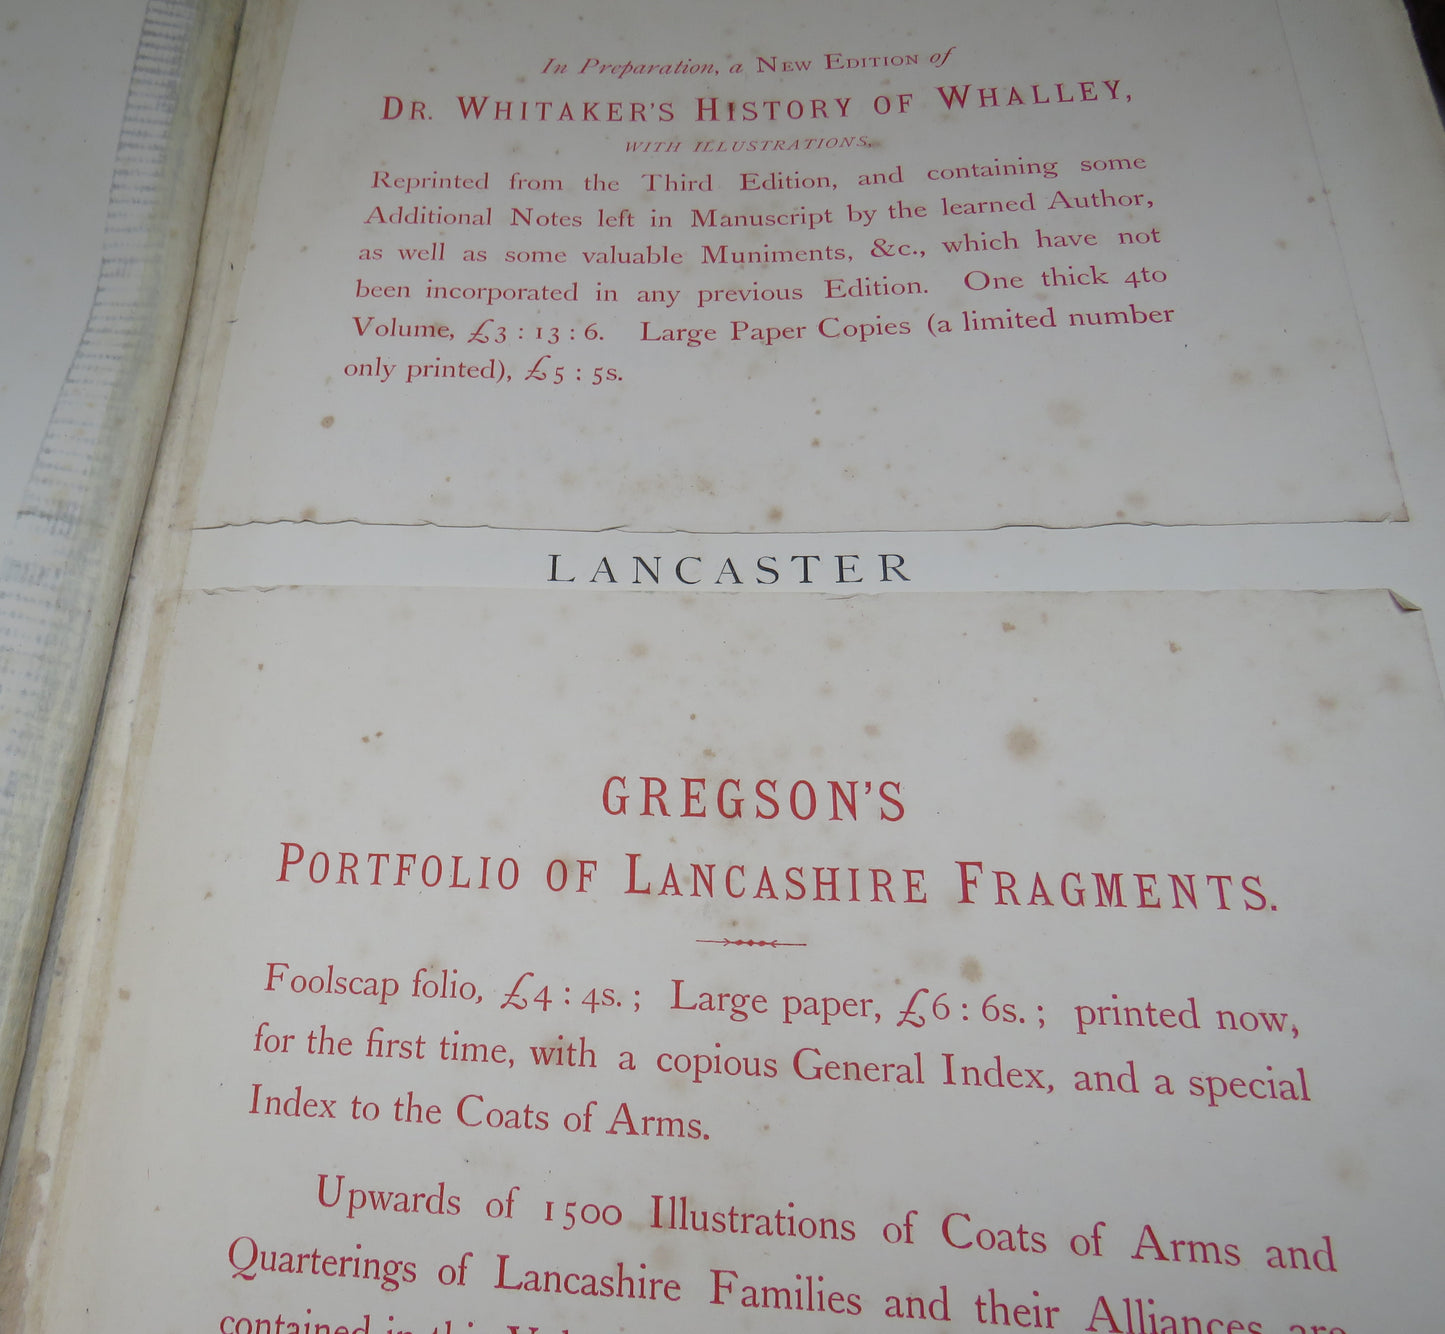 In Preparation, a NEW EDITION of
DR. WHITAKER'S HISTORY OF WHALLEY,
WITH ILLUSTRATIONS.
Reprinted from the Third Edition, and containing some
Additional Notes left in Manuscript by the learned Author,
as well as some valuable Muniments, &c., which have not
been incorporated in any previous Edition. One thick 4to
Volume, £3 : 13 : 6. Large Paper Copies (a limited number
only printed), £5 : 5s.
LANCASTER
GREGSON'S
PORTFOLIO OF LANCASHIRE FRAGMENTS.
Foolscap folio, £4 : 4s. ; Large paper, £6 : 6s. ; printed now,
for the first time, with a copious General Index, and a special
Index to the Coats of Arms.
Upwards of 1500 Illustrations of Coats of Arms and
Quarterings of Lancashire Families and their Alliances are
contained in this